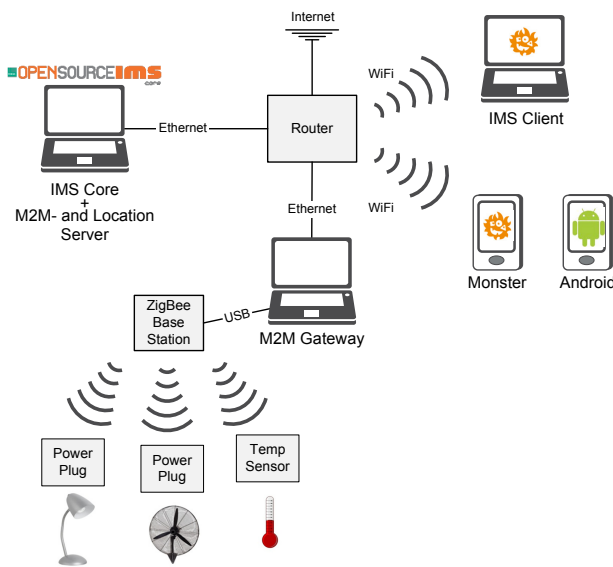 Internet
OPENSOURCEIMS
core
WiFi
Ethernet
Router
IMS Client
IMS Core
+
M2M- and Location
Server
Ethernet
WiFi
Monster
Android
ZigBee
Base
Station
USB
M2M Gateway
Power
Plug
Power
Plug
Temp
Sensor